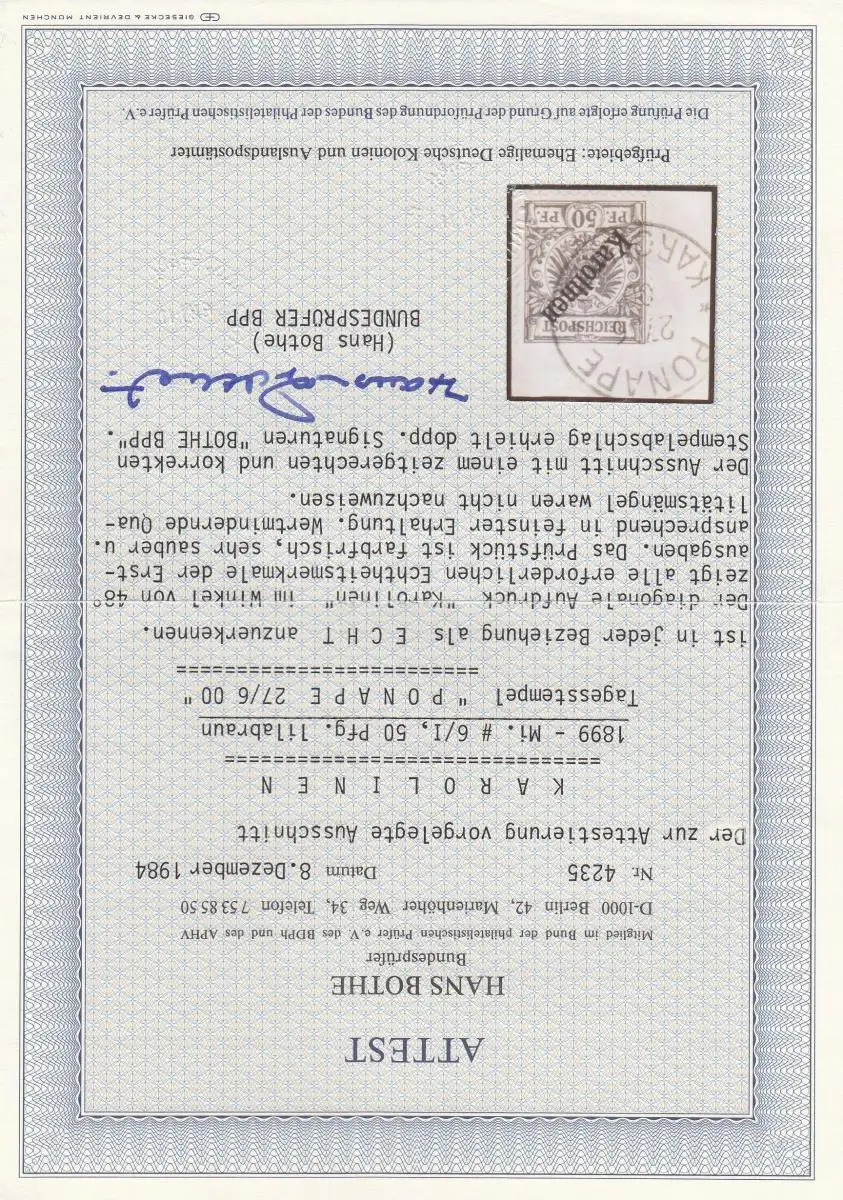 ATTEST
HANS BOTHE
Bundesprüfer
Mitglied im Bund der philatelistischen Prüfer e.V. des BDPh und des APHV
D-1000 Berlin 42, Marienhöher Weg 34, Telefon 7 53 85 50
Nr. 4235 Datum 8.Dezember 1984
Der zur Attestierung vorgelegte Ausschnitt
K A R O L I N E N
=================================
1899 - Mi. # 6/I, 50 Pfg. lilabraun
Tagesstempel " P O N A P E 27/6 00 "
==========================
ist in jeder Beziehung als E C H T anzuerkennen.
Der diagonale Aufdruck "Karolinen" im Winkel von 48°
zeigt alle erforderlichen Echtheitsmerkmale der Erst-
ausgaben. Das Prüfstück ist farbfrisch, sehr sauber u.
ansprechend in feinster Erhaltung. Wertmindernde Qua-
litätsmängel waren nicht nachzuweisen.
Der Ausschnitt mit einem zeitgerechten und korrekten
Stempelabschlag erhielt dopp. Signaturen "BOTHE BPP".
PONAPE
REICHSPOST
Karolinen
PF. 50 PF.
Hans Bothe
(Hans Bothe)
BUNDESPRÜFER BPP
Prüfgebiete: Ehemalige Deutsche Kolonien und Auslandspostämter
Die Prüfung erfolgte auf Grund der Prüfordnung des Bundes der Philatelistischen Prüfer e.V.
GIESECKE & DEVRIENT MÜNCHEN